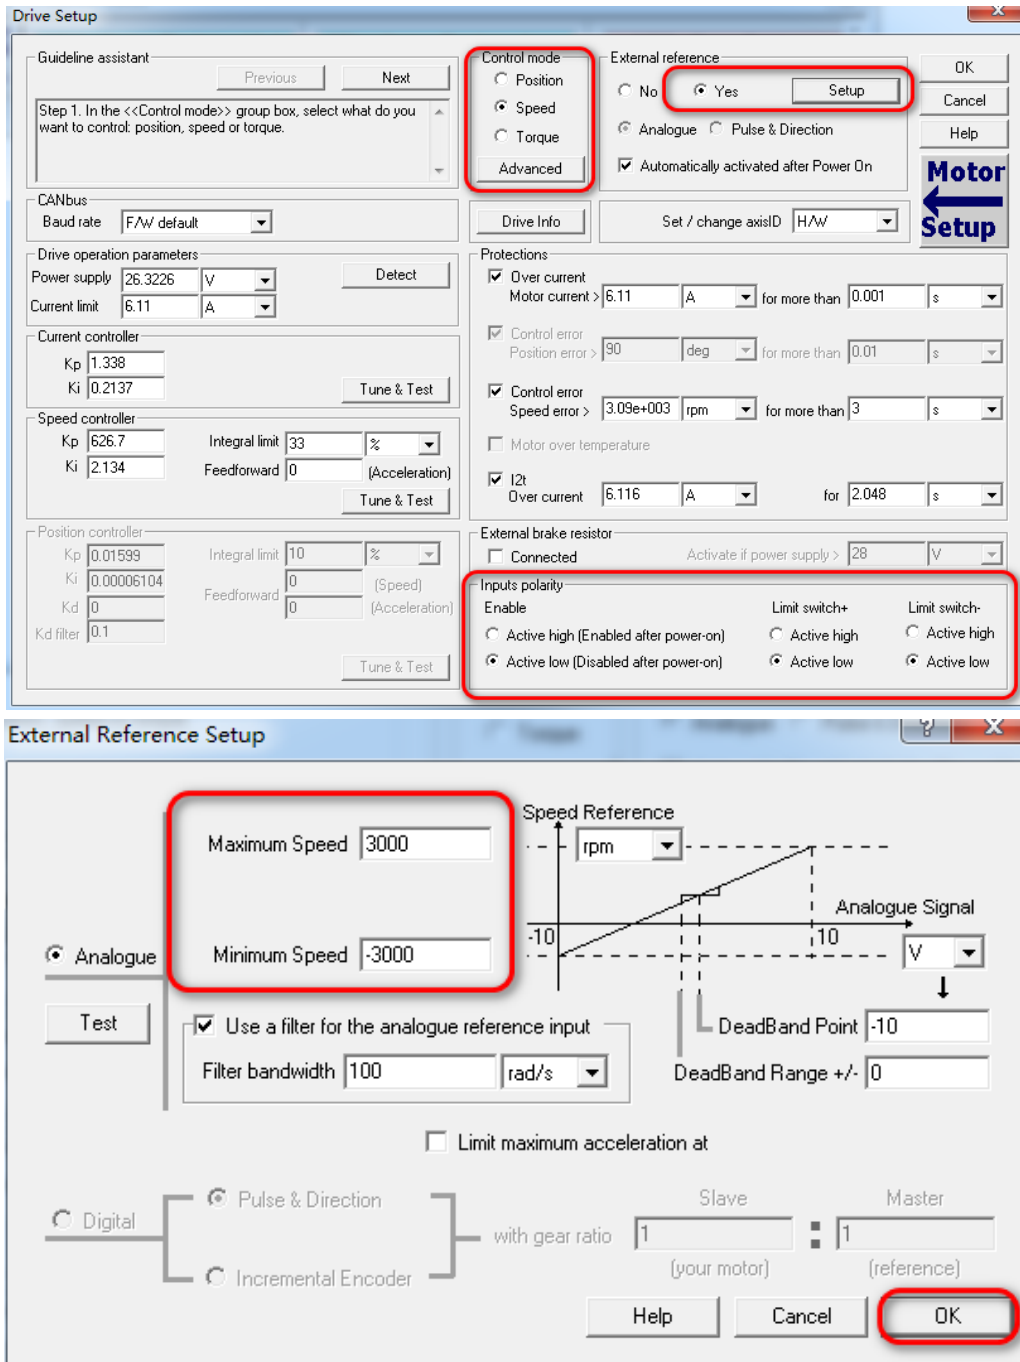 Drive Setup
Guideline assistant
Previous
Next
Step 1. In the <<Control mode>> group box, select what do you
want to control: position, speed or torque.
Control mode
Position
Speed
Torque
Advanced
External reference
No
Yes
Setup
Analogue
Pulse & Direction
Automatically activated after Power On
OK
Cancel
Help
Motor
Setup
CANbus
Baud rate F/W default
Drive Info
Set / change axisID H/W
Drive operation parameters
Power supply 26.3226 V
Detect
Current limit 6.11 A
Current controller
Kp 1.338
Ki 0.2137
Tune & Test
Speed controller
Kp 626.7
Integral limit 33 %
Ki 2.134
Feedforward 0 (Acceleration)
Tune & Test
Position controller
Kp 0.01599
Integral limit 10 %
Ki 0.00006104
Feedforward
0 (Speed)
Kd 0
0 (Acceleration)
Kd filter 0.1
Tune & Test
Protections
Over current
Motor current > 6.11 A for more than 0.001 s
Control error
Position error > 90 deg for more than 0.01 s
Control error
Speed error > 3.09e+003 rpm for more than 3 s
Motor over temperature
I2t
Over current 6.116 A for 2.048 s
External brake resistor
Connected
Activate if power supply > 28 V
Inputs polarity
Enable
Limit switch+
Limit switch-
Active high (Enabled after power-on)
Active high
Active high
Active low (Disabled after power-on)
Active low
Active low
External Reference Setup
?
Maximum Speed 3000
Speed Reference
rpm
Analogue Signal
-10
10
V
Analogue
Minimum Speed -3000
Test
Use a filter for the analogue reference input
DeadBand Point -10
Filter bandwidth 100 rad/s
DeadBand Range +/- 0
Limit maximum acceleration at
Digital
Pulse & Direction
Incremental Encoder
with gear ratio
Slave
Master
1 : 1
(your motor)
(reference)
Help
Cancel
OK